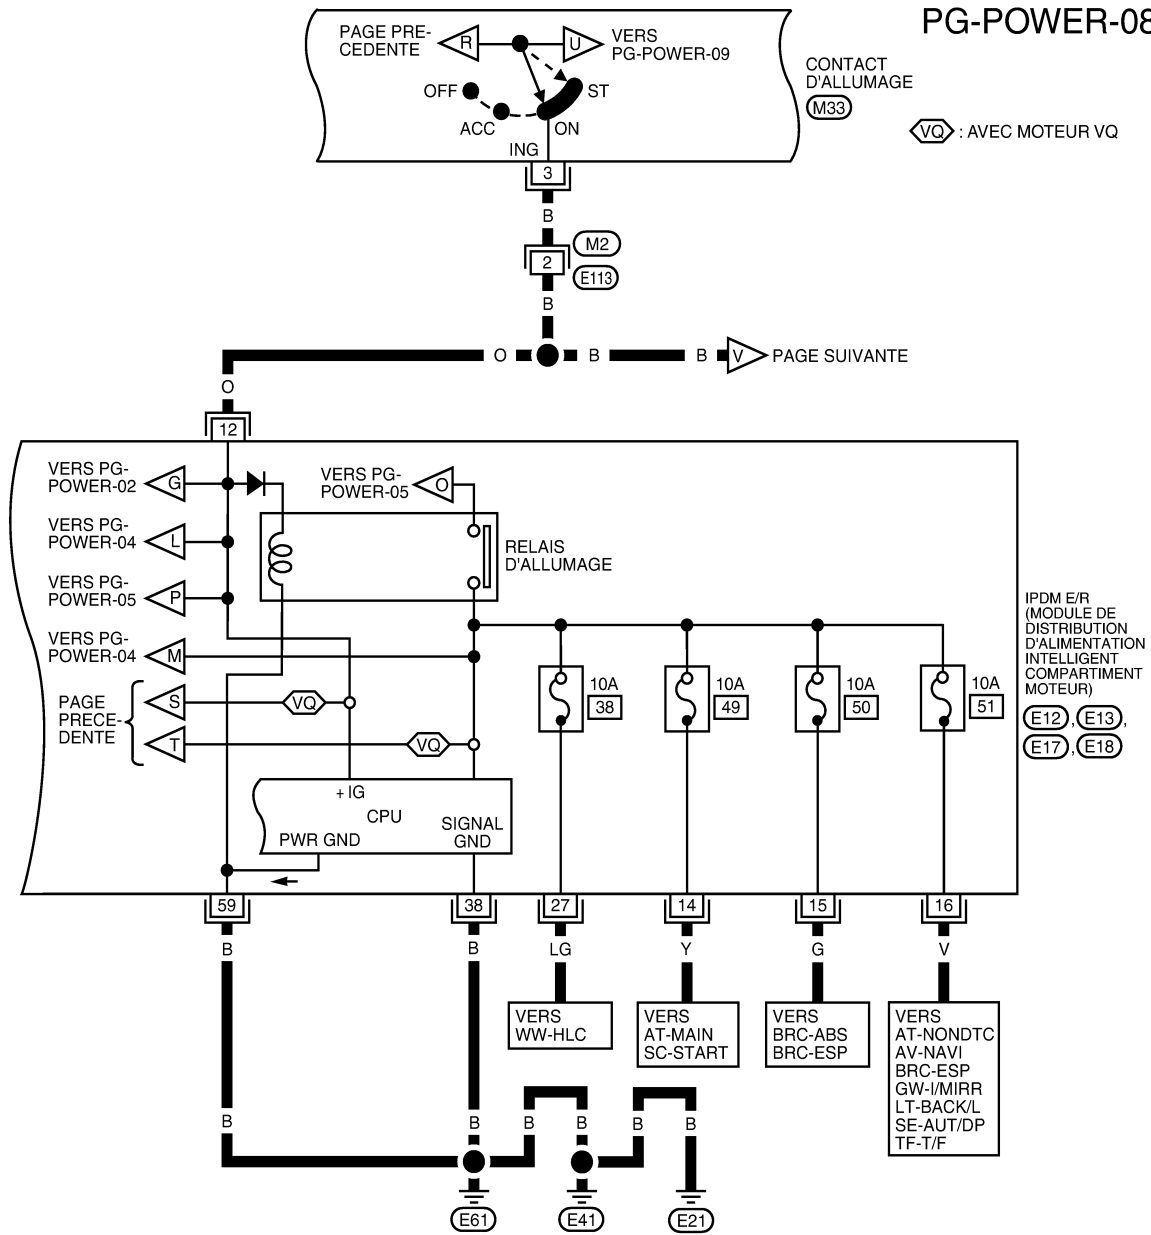 PG-POWER-08
PAGE PRE-
CEDENTE
R
U
VERS
PG-POWER-09
OFF
ST
ACC
ON
ING
CONTACT
D'ALLUMAGE
M33
VQ : AVEC MOTEUR VQ
3
B
M2
2
E113
B
O
B
B
V
PAGE SUIVANTE
O
12
VERS PG-
POWER-02
G
VERS PG-
POWER-05
O
VERS PG-
POWER-04
L
RELAIS
D'ALLUMAGE
VERS PG-
POWER-05
P
VERS PG-
POWER-04
M
PAGE
PRECE-
DENTE
S
VQ
T
VQ
10A
38
10A
49
10A
50
10A
51
IPDM E/R
(MODULE DE
DISTRIBUTION
D'ALIMENTATION
INTELLIGENT
COMPARTIMENT
MOTEUR)
E12 , E13 ,
E17 , E18
+ IG
CPU
PWR GND
SIGNAL
GND
59
38
27
14
15
16
B
B
LG
Y
G
V
VERS
WW-HLC
VERS
AT-MAIN
SC-START
VERS
BRC-ABS
BRC-ESP
VERS
AT-NONDTC
AV-NAVI
BRC-ESP
GW-I/MIRR
LT-BACK/L
SE-AUT/DP
TF-T/F
B
B
B
B
B
B
E61
E41
E21